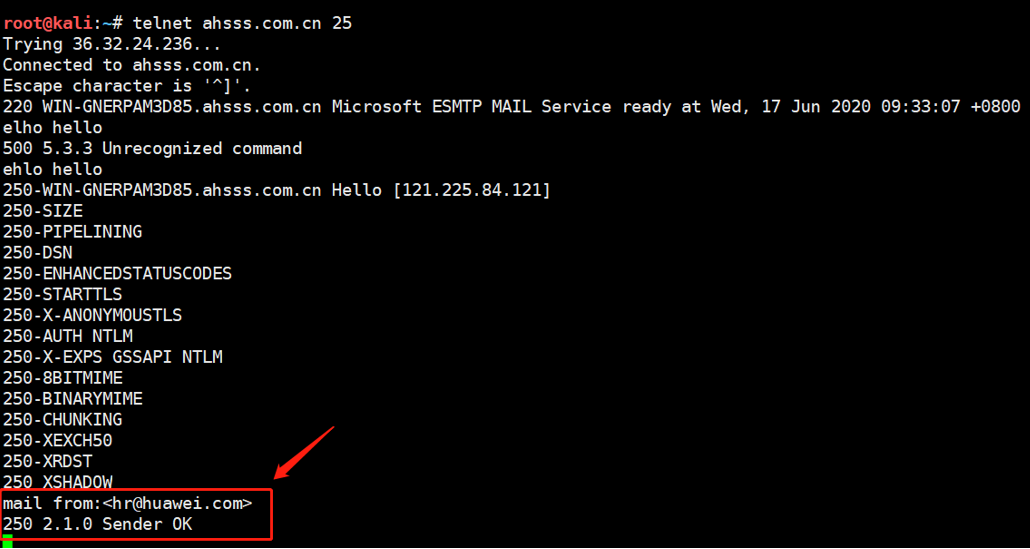 root@kali:~# telnet ahsss.com.cn 25
Trying 36.32.24.236...
Connected to ahsss.com.cn.
Escape character is '^]'.
220 WIN-GNERPAM3D85.ahsss.com.cn Microsoft ESMTP MAIL Service ready at Wed, 17 Jun 2020 09:33:07 +0800
elho hello
500 5.3.3 Unrecognized command
ehlo hello
250-WIN-GNERPAM3D85.ahsss.com.cn Hello [121.225.84.121]
250-SIZE
250-PIPELINING
250-DSN
250-ENHANCEDSTATUSCODES
250-STARTTLS
250-X-ANONYMOUSTLS
250-AUTH NTLM
250-X-EXPS GSSAPI NTLM
250-8BITMIME
250-BINARYMIME
250-CHUNKING
250-XEXCH50
250-XRDST
250 XSHADOW
mail from:<hr@huawei.com>
250 2.1.0 Sender OK